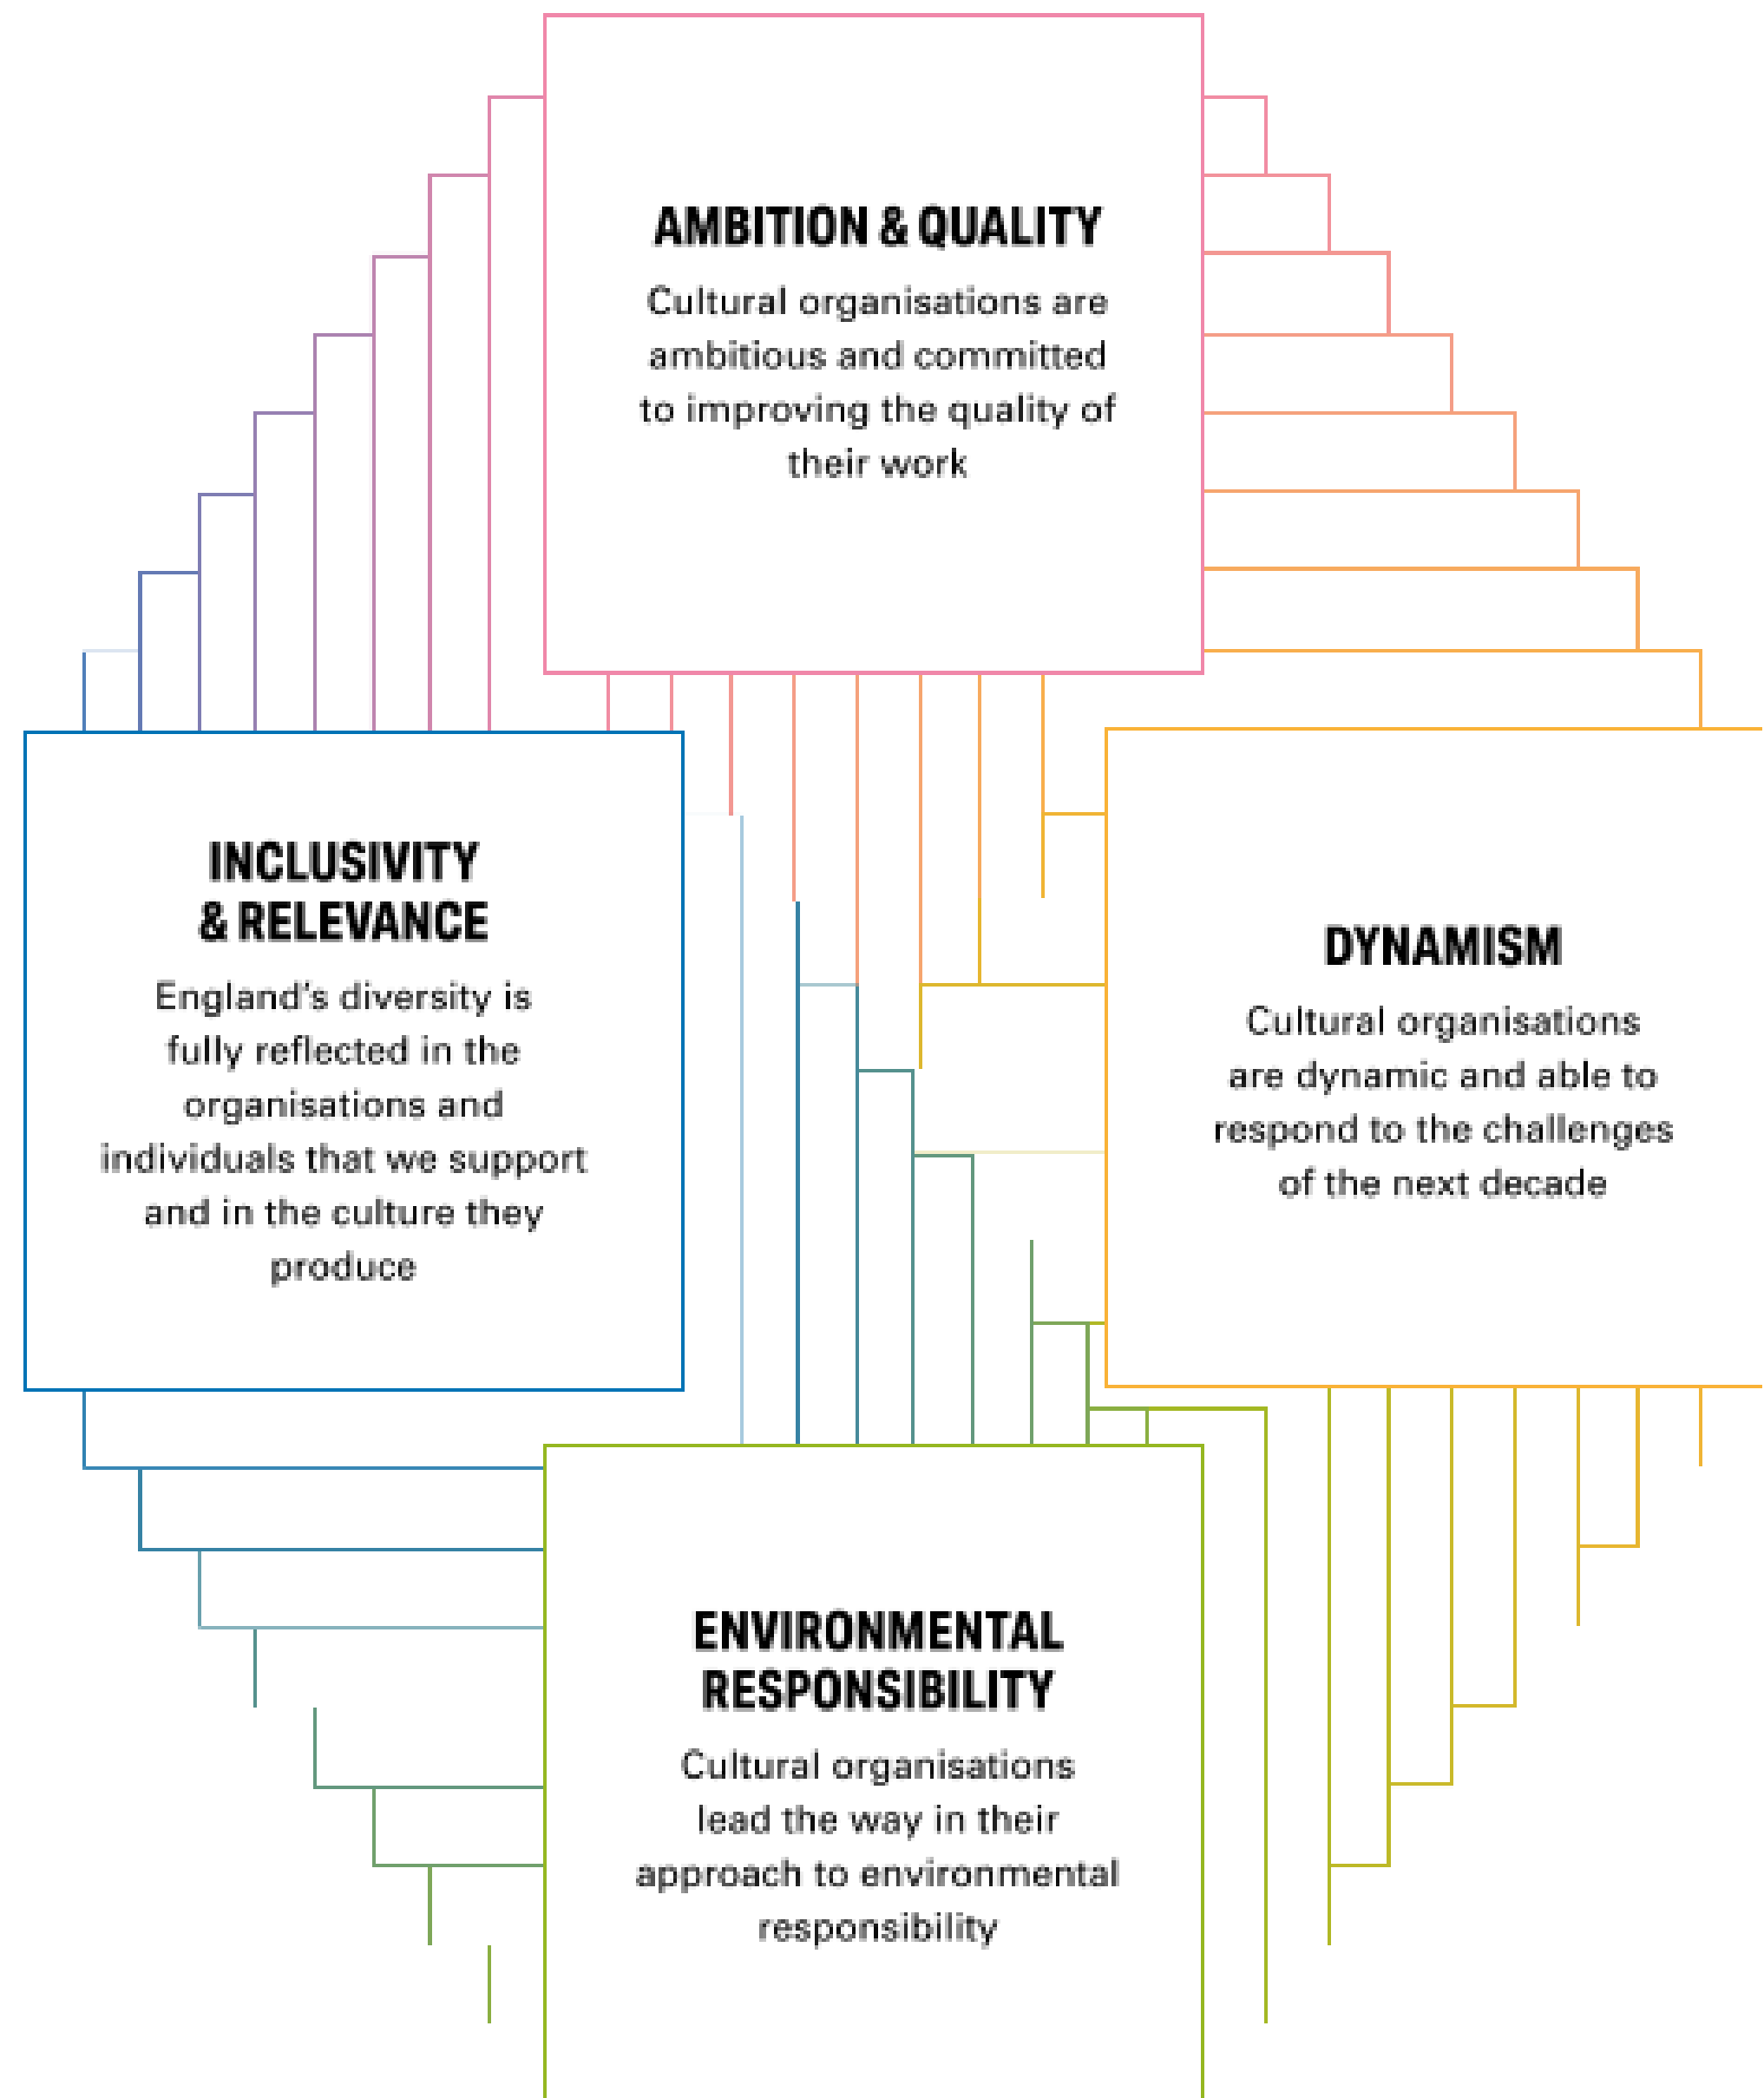 AMBITION & QUALITY
Cultural organisations are
ambitious and committed
to improving the quality of
their work
INCLUSIVITY
& RELEVANCE
England's diversity is
fully reflected in the
organisations and
individuals that we support
and in the culture they
produce
DYNAMISM
Cultural organisations
are dynamic and able to
respond to the challenges
of the next decade
ENVIRONMENTAL
RESPONSIBILITY
Cultural organisations
lead the way in their
approach to environmental
responsibility